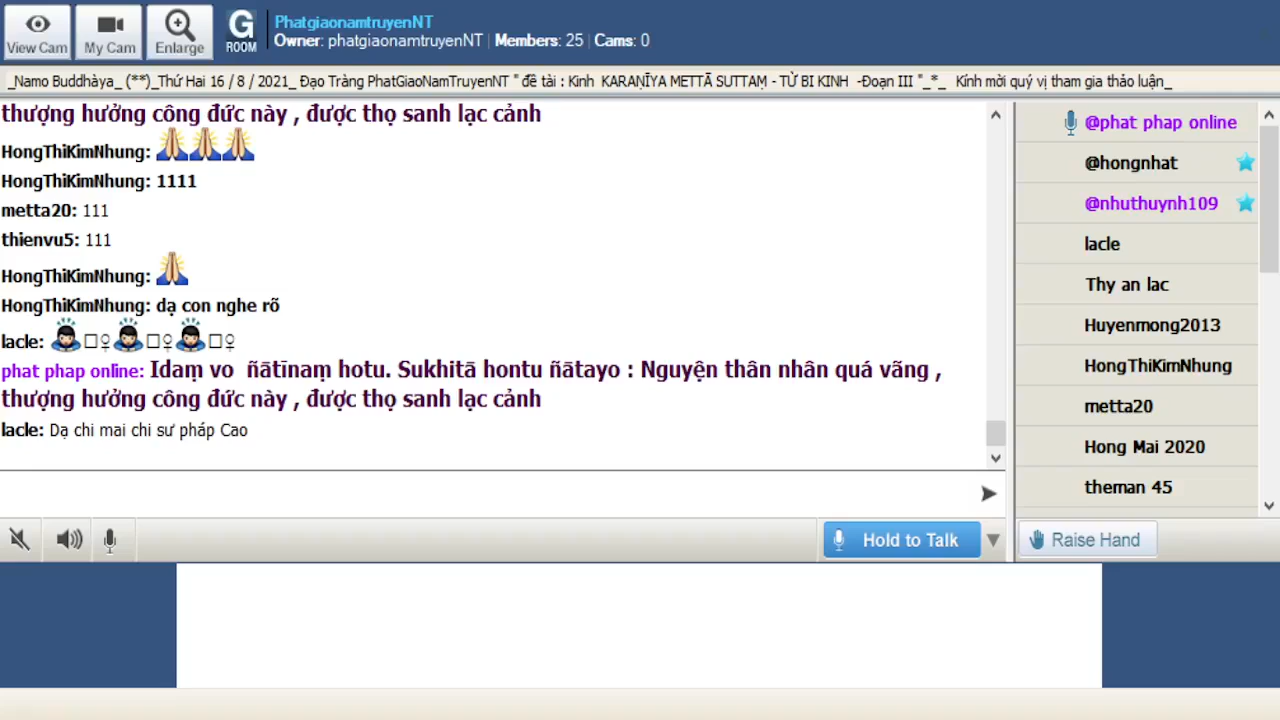 View Cam
My Cam
Enlarge
G
ROOM
PhatgiaonamtruyenNT
Owner: phatgiaonamtruyenNT | Members: 25 | Cams: 0
_Namo Buddhàya_ (**)_Thứ Hai 16 / 8 / 2021_ Đạo Tràng PhatGiaoNamTruyenNT " đề tài : Kinh KARAṆĪYA METTĀ SUTTAṂ - TỪ BI KINH -Đoạn III "_*_ Kính mời quý vị tham gia thảo luận_
thượng hưởng công đức này , được thọ sanh lạc cảnh
HongThiKimNhung: 🙏🙏🙏
HongThiKimNhung: 1111
metta20: 111
thienvu5: 111
HongThiKimNhung: 🙏
HongThiKimNhung: dạ con nghe rõ
lacle: 🙇□♀🙇□♀🙇□♀
phat phap online: Idaṃ vo ñātīnaṃ hotu. Sukhitā hontu ñātayo : Nguyện thân nhân quá vãng ,
thượng hưởng công đức này , được thọ sanh lạc cảnh
lacle: Dạ chi mai chi sư pháp Cao
@phat phap online
@hongnhat
@nhuthuynh109
lacle
Thy an lac
Huyenmong2013
HongThiKimNhung
metta20
Hong Mai 2020
theman 45
Hold to Talk
Raise Hand